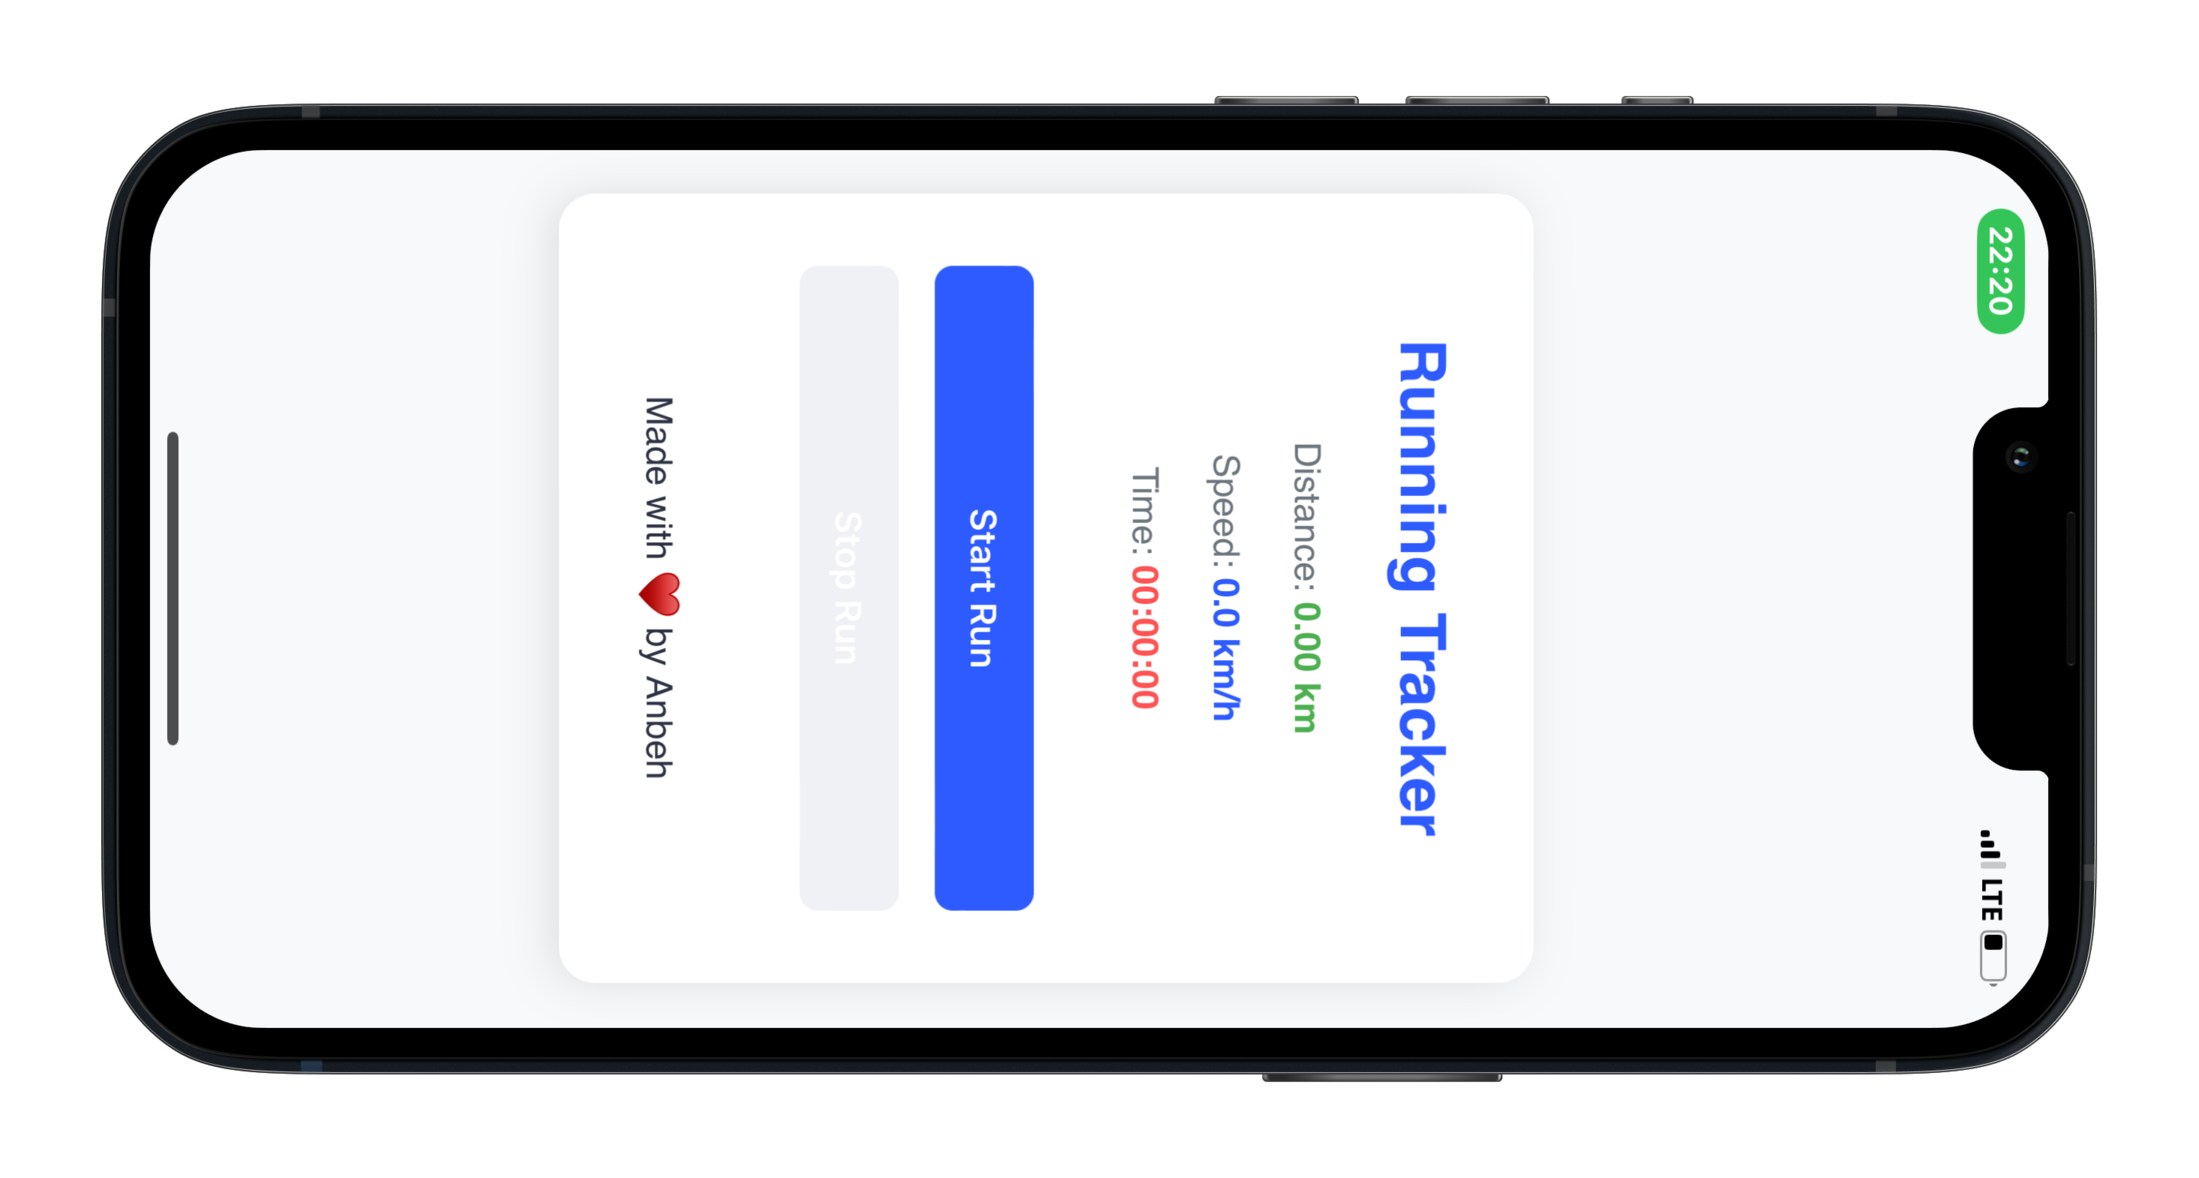 22:20
LTE
Running Tracker
Distance: 0.00 km
Speed: 0.0 km/h
Time: 00:00:00
Start Run
Stop Run
Made with ❤️ by Anbeh